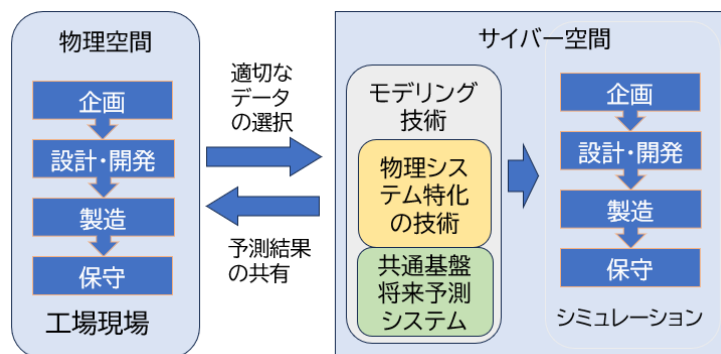 物理空間
企画
設計・開発
製造
保守
工場現場
適切な
データ
の選択
予測結果
の共有
サイバー空間
モデリング
技術
物理シス
テム特化
の技術
共通基盤
将来予測
システム
企画
設計・開発
製造
保守
シミュレーション